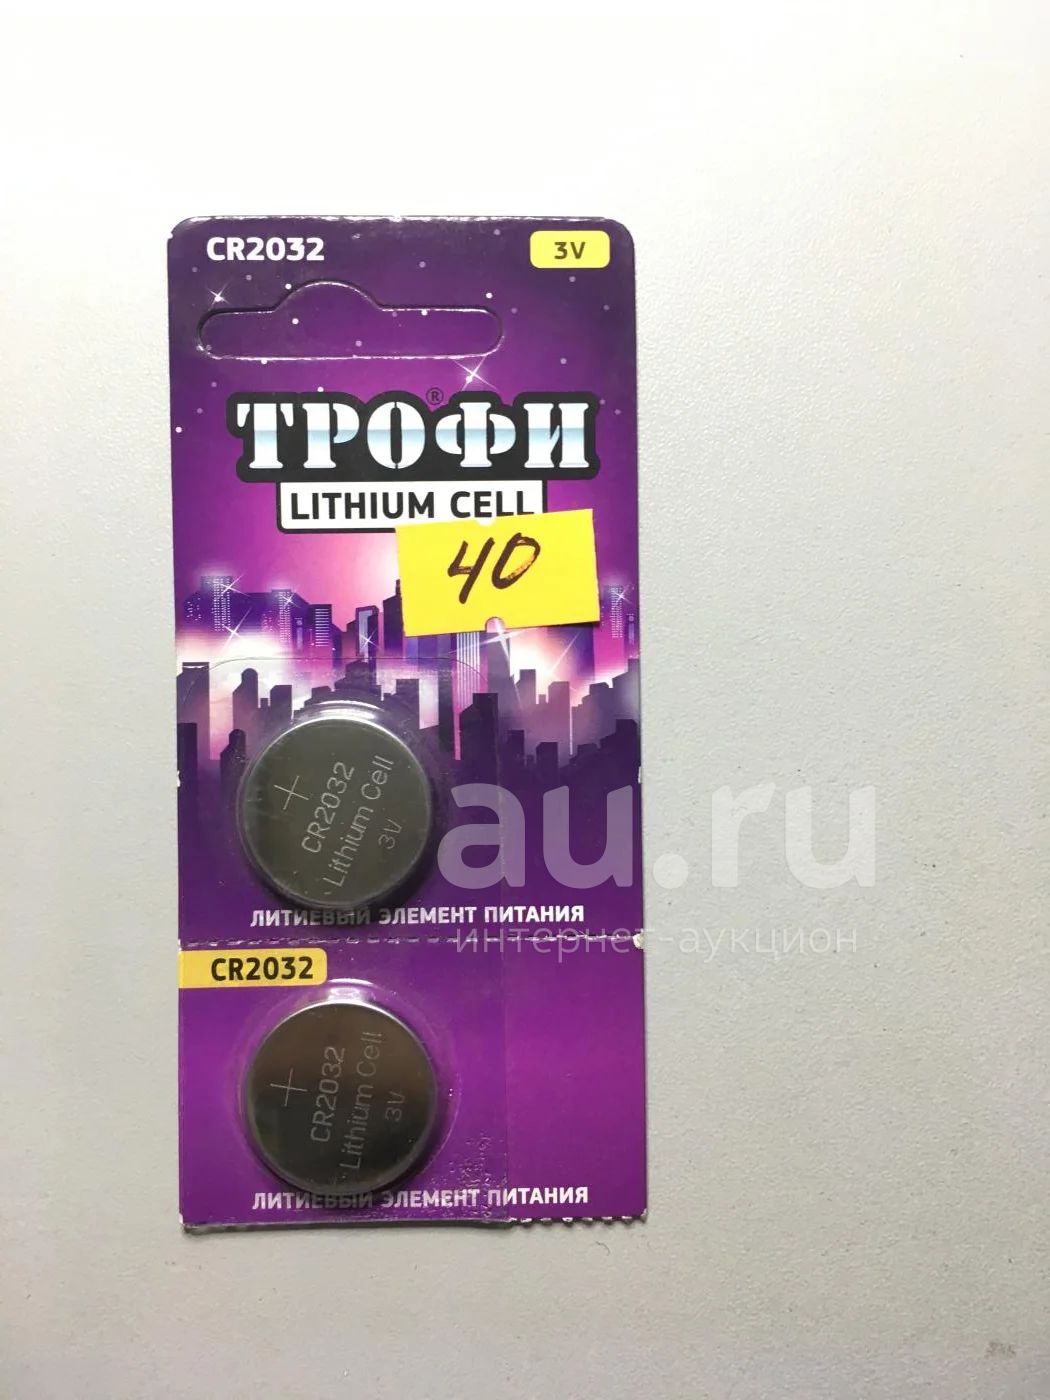 CR2032
3V
ТРОФИ®
LITHIUM CELL
40
+
CR2032
Lithium Cell
3V
au.ru
ЛИТИЕВЫЙ ЭЛЕМЕНТ ПИТАНИЯ
интернет-аукцион
CR2032
+
CR2032
Lithium Cell
3V
ЛИТИЕВЫЙ ЭЛЕМЕНТ ПИТАНИЯ